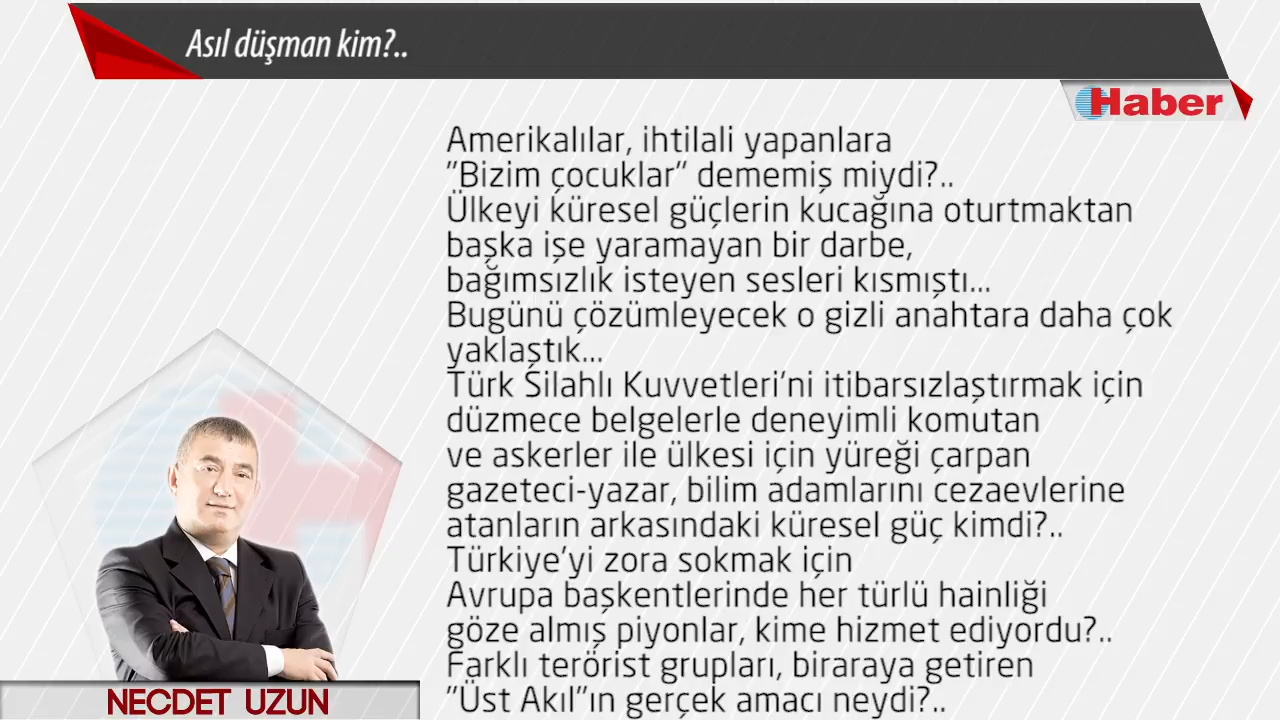 Asıl düşman kim?..
Haber
Amerikalılar, ihtilali yapanlara
"Bizim çocuklar" dememiş miydi?..
Ülkeyi küresel güçlerin kucağına oturtmaktan
başka işe yaramayan bir darbe,
bağımsızlık isteyen sesleri kısmıştı...
Bugünü çözümleyecek o gizli anahtara daha çok
yaklaştık...
Türk Silahlı Kuvvetleri'ni itibarsızlaştırmak için
düzmece belgelerle deneyimli komutan
ve askerler ile ülkesi için yüreği çarpan
gazeteci-yazar, bilim adamlarını cezaevlerine
atanların arkasındaki küresel güç kimdi?..
Türkiye'yi zora sokmak için
Avrupa başkentlerinde her türlü hainliği
göze almış piyonlar, kime hizmet ediyordu?..
Farklı terörist grupları, biraraya getiren
"Üst Akıl"ın gerçek amacı neydi?..
NECDET UZUN